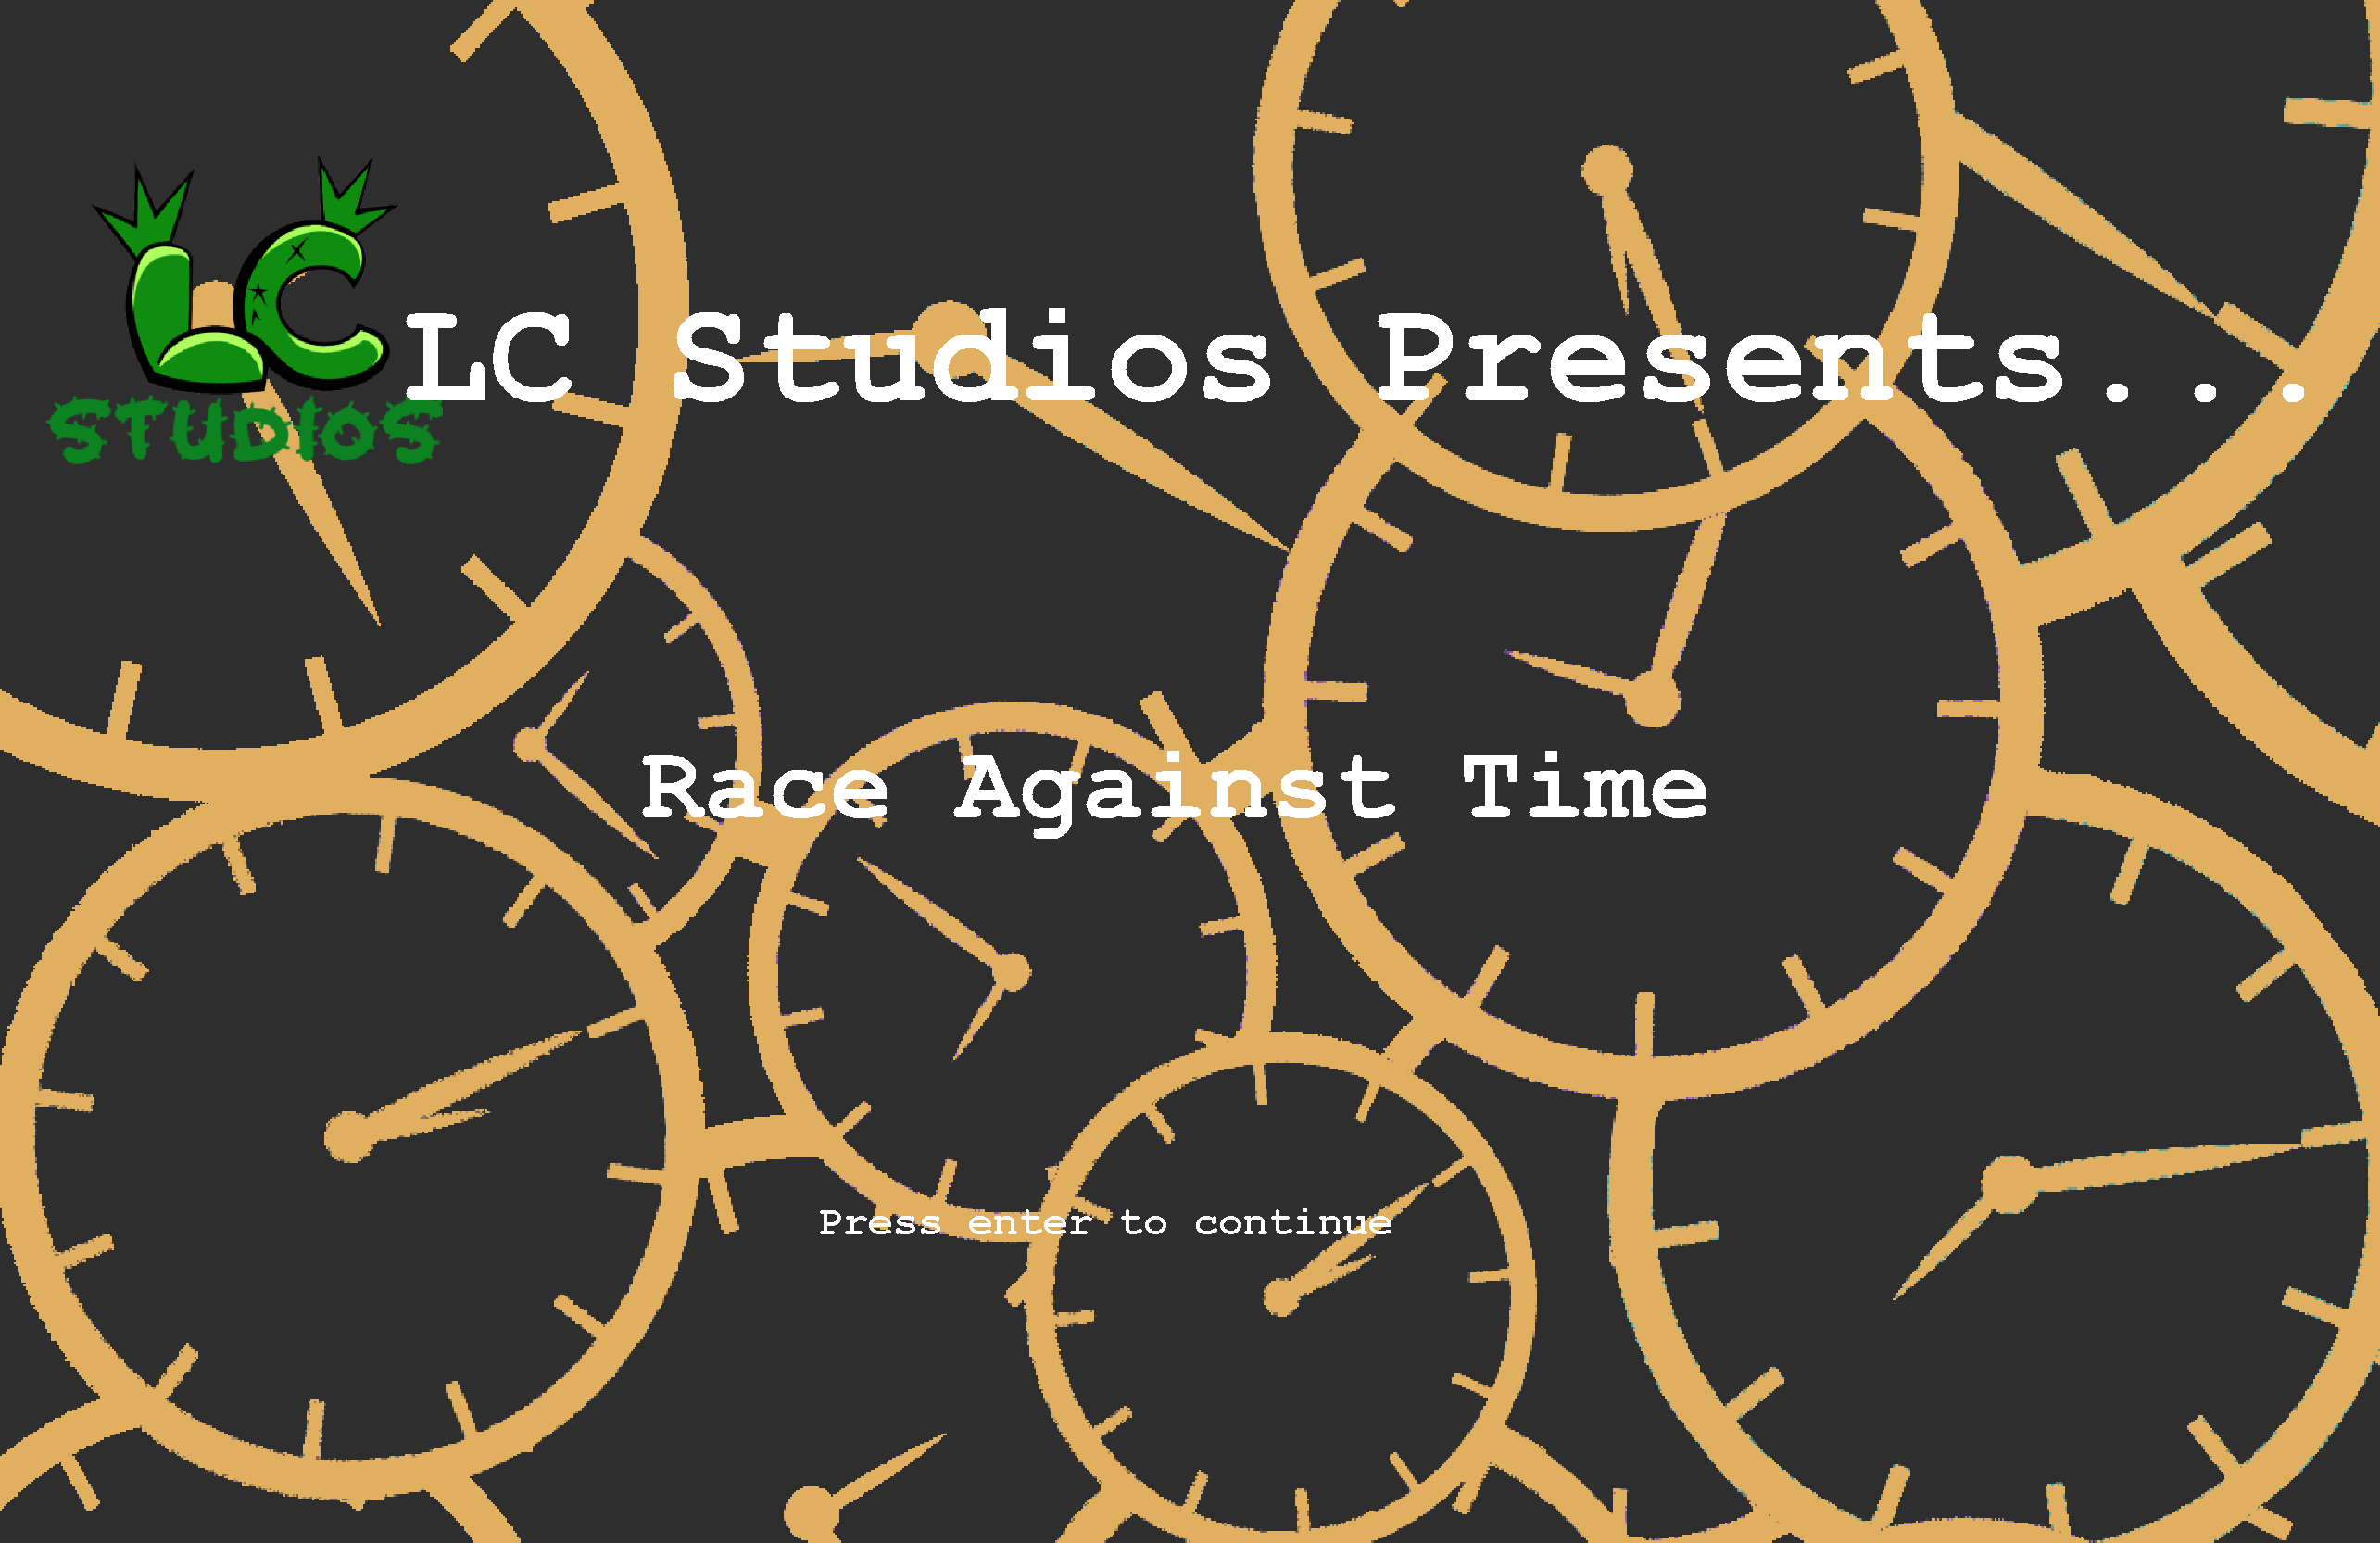 LC
STUDIOS
LC Studios Presents...
Race Against Time
Press enter to continue